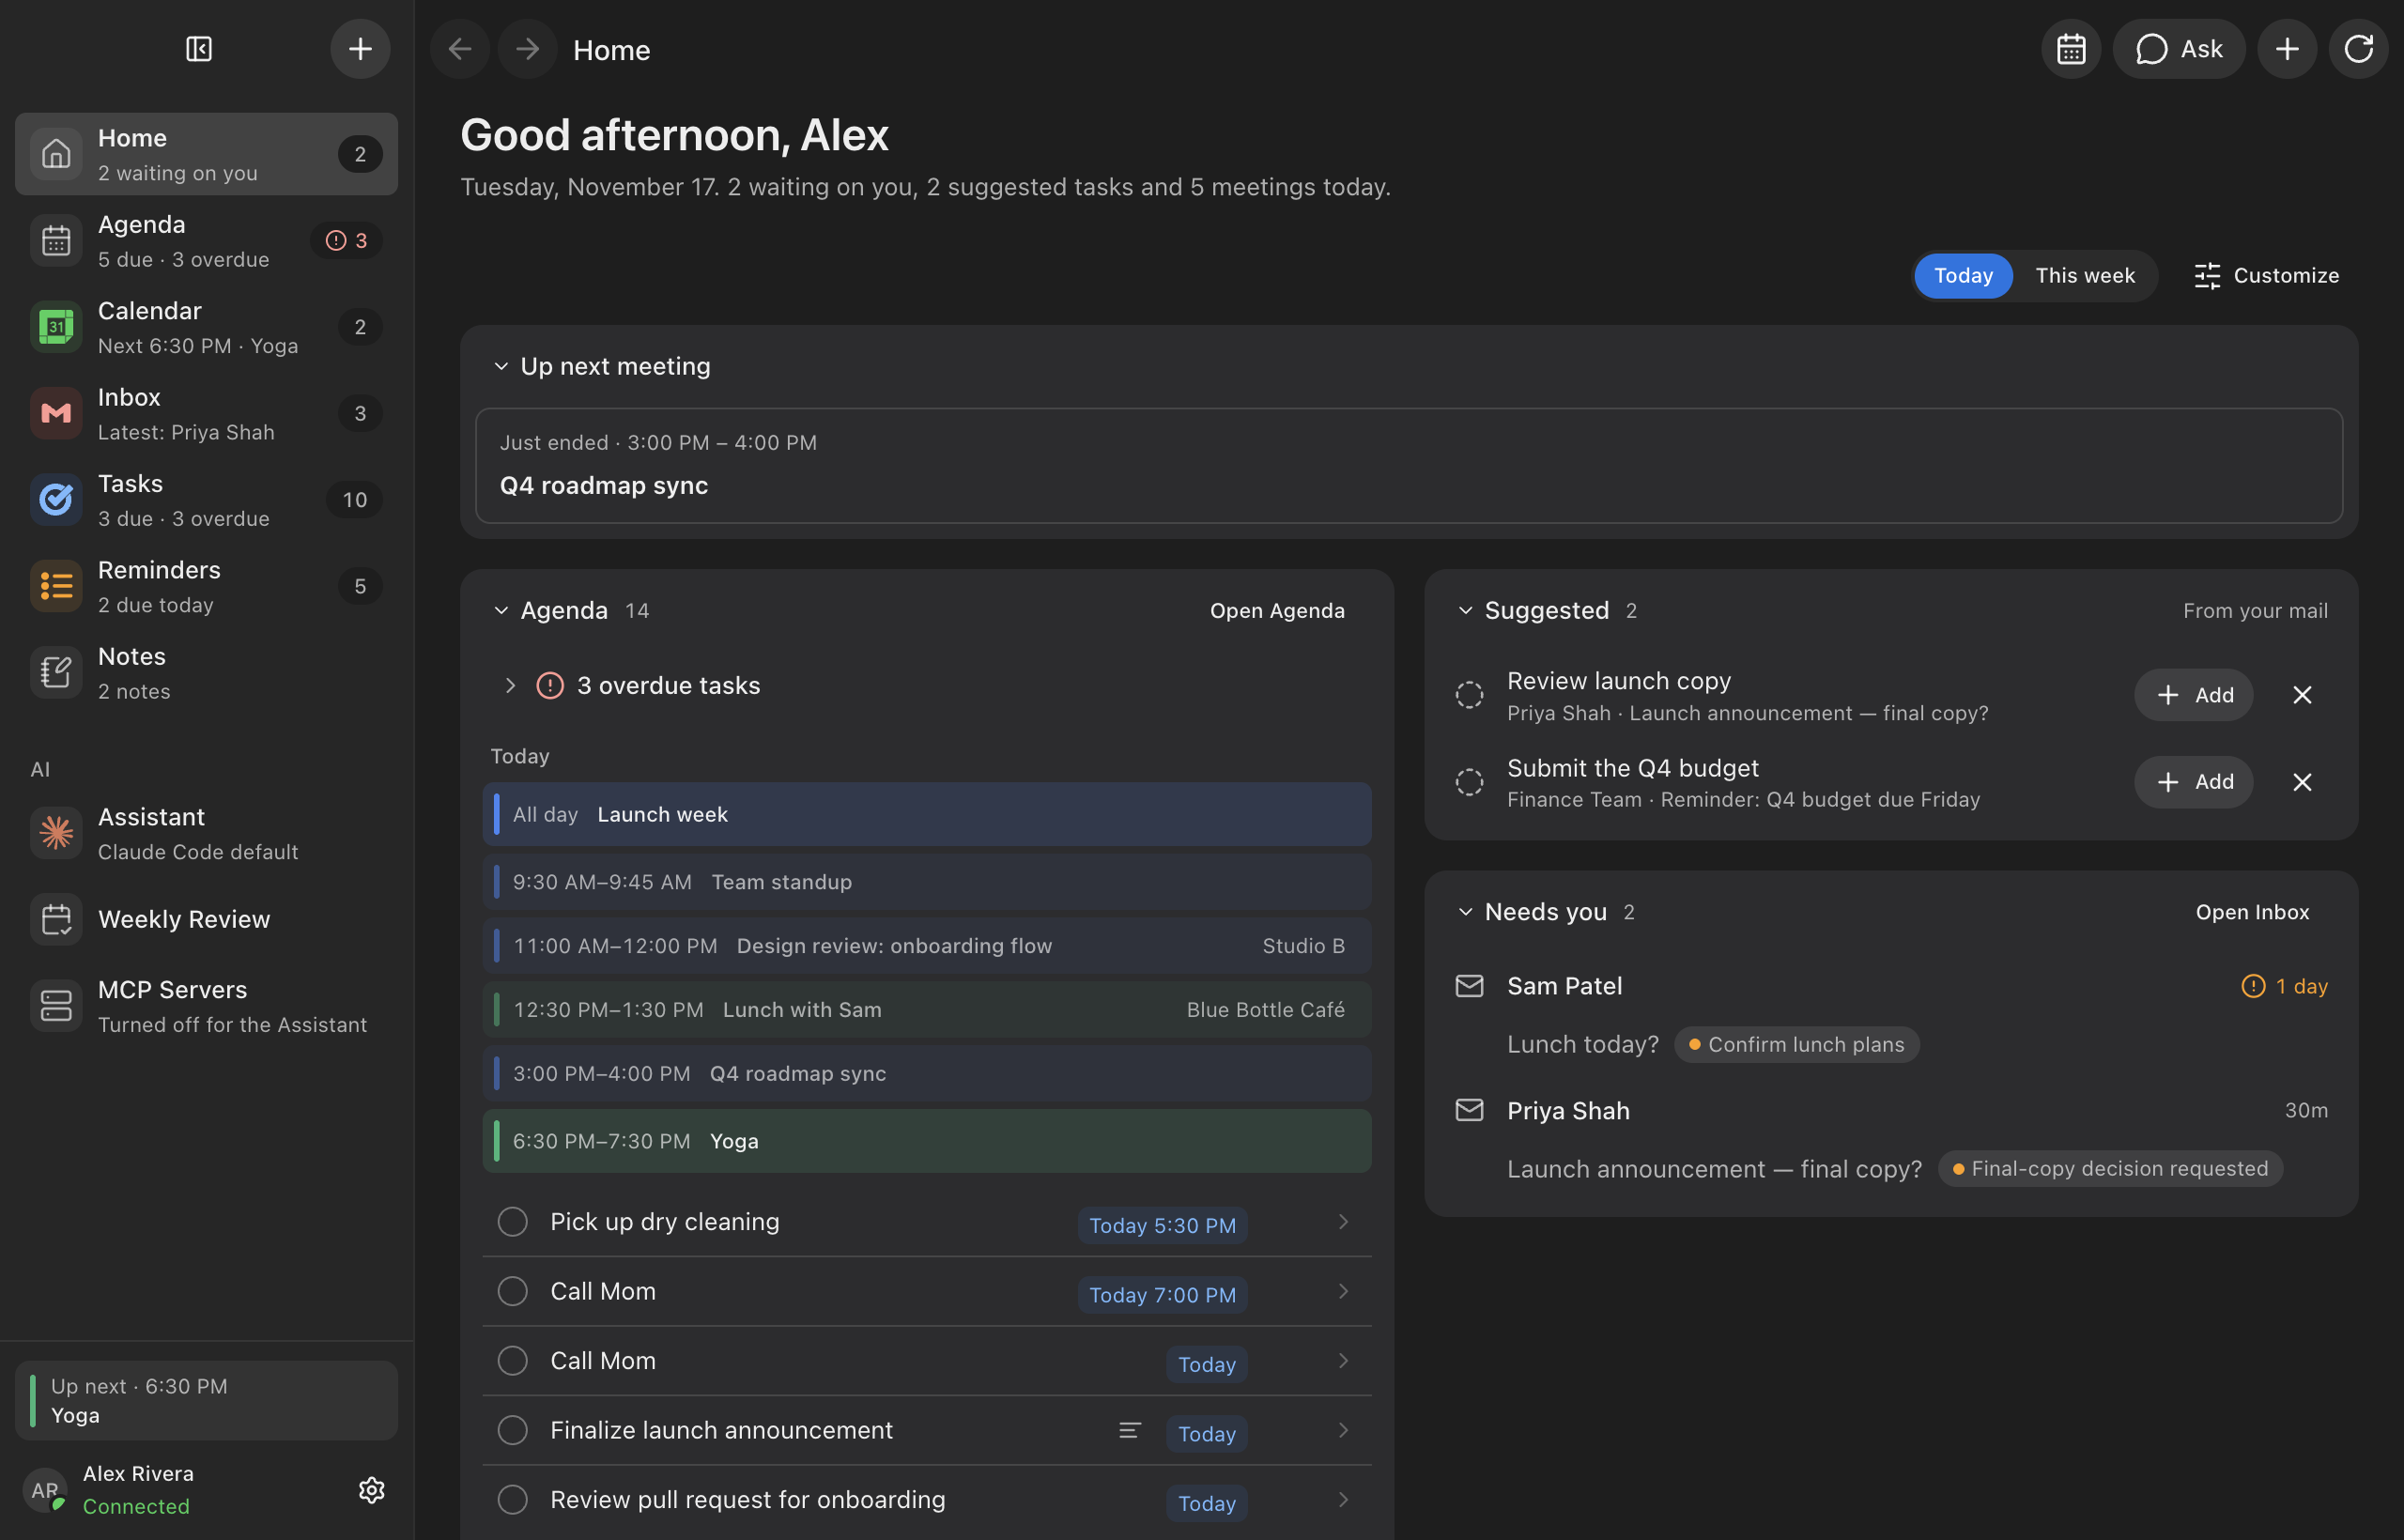 Home
2 waiting on you
2
Agenda
5 due · 3 overdue
3
31
Calendar
Next 6:30 PM · Yoga
2
Inbox
Latest: Priya Shah
3
Tasks
3 due · 3 overdue
10
Reminders
2 due today
5
Notes
2 notes
AI
Assistant
Claude Code default
Weekly Review
MCP Servers
Turned off for the Assistant
Up next · 6:30 PM
Yoga
AR
Alex Rivera
Connected
Home
Ask
Good afternoon, Alex
Tuesday, November 17. 2 waiting on you, 2 suggested tasks and 5 meetings today.
Today
This week
Customize
Up next meeting
Just ended · 3:00 PM – 4:00 PM
Q4 roadmap sync
Agenda 14
Open Agenda
3 overdue tasks
Today
All day Launch week
9:30 AM–9:45 AM Team standup
11:00 AM–12:00 PM Design review: onboarding flow Studio B
12:30 PM–1:30 PM Lunch with Sam Blue Bottle Café
3:00 PM–4:00 PM Q4 roadmap sync
6:30 PM–7:30 PM Yoga
Pick up dry cleaning Today 5:30 PM
Call Mom Today 7:00 PM
Call Mom Today
Finalize launch announcement Today
Review pull request for onboarding Today
Suggested 2
From your mail
Review launch copy
Priya Shah · Launch announcement — final copy?
Add
Submit the Q4 budget
Finance Team · Reminder: Q4 budget due Friday
Add
Needs you 2
Open Inbox
Sam Patel
1 day
Lunch today? Confirm lunch plans
Priya Shah
30m
Launch announcement — final copy? Final-copy decision requested